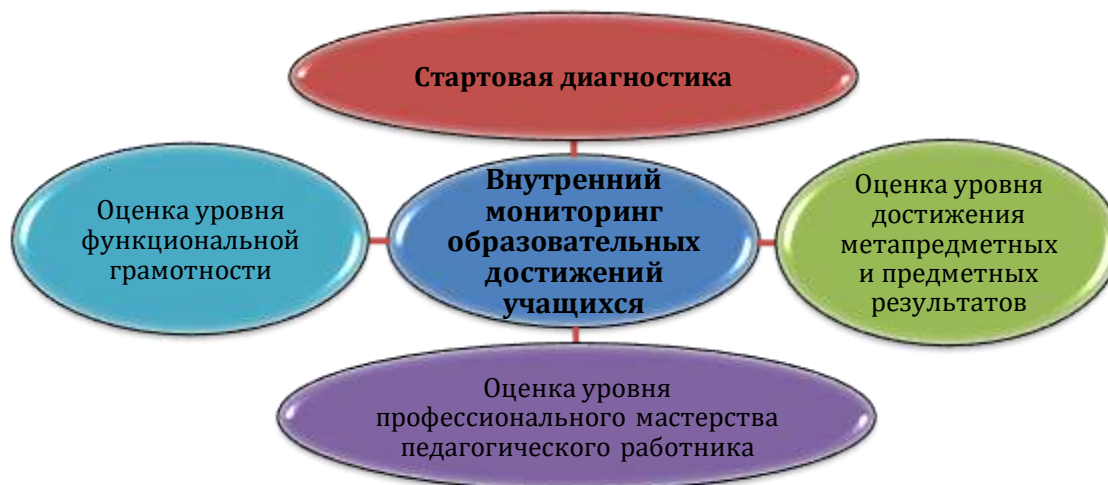 Стартовая диагностика
Оценка уровня
функциональной
грамотности
Внутренний
мониторинг
образовательных
достижений
учащихся
Оценка уровня
достижения
метапредметных
и предметных
результатов
Оценка уровня
профессионального мастерства
педагогического работника